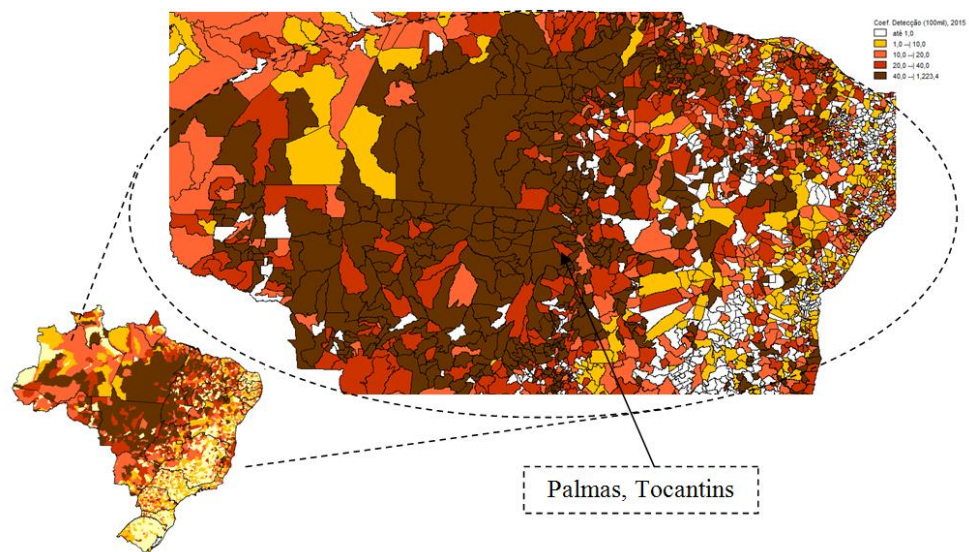 Coef. Detecção (100mil), 2015
até 1,0
1,0 --| 10,0
10,0 --| 20,0
20,0 --| 40,0
40,0 --| 1,223,4
Palmas, Tocantins